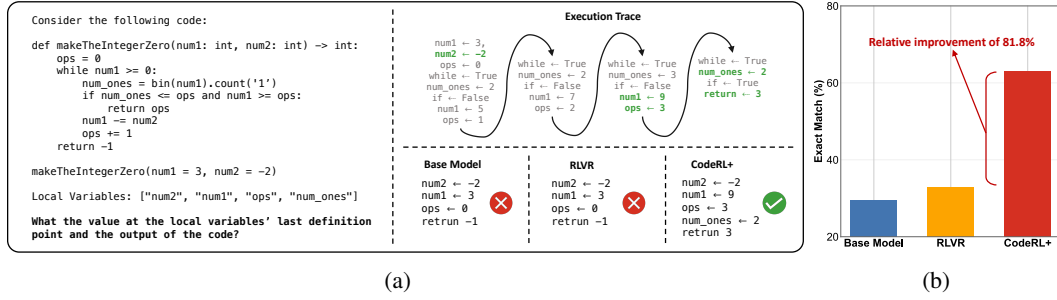 Consider the following code:
def makeTheIntegerZero(num1: int, num2: int) -> int:
ops = 0
while num1 >= 0:
num_ones = bin(num1).count('1')
if num_ones <= ops and num1 >= ops:
return ops
num1 -= num2
ops += 1
return -1
makeTheIntegerZero(num1 = 3, num2 = -2)
Local Variables: ["num2", "num1", "ops", "num_ones"]
What the value at the local variables' last definition
point and the output of the code?
Execution Trace
num1 ← 3,
num2 ← -2
ops ← 0
while ← True
num_ones ← 2
if ← False
num1 ← 5
ops ← 1
while ← True
num_ones ← 2
if ← False
num1 ← 7
ops ← 2
while ← True
num_ones ← 3
if ← False
num1 ← 9
ops ← 3
while ← True
num_ones ← 2
if ← True
return ← 3
Base Model
num2 ← -2
num1 ← 3
ops ← 0
retrun -1
RLVR
num2 ← -2
num1 ← 3
ops ← 0
retrun -1
CodeRL+
num2 ← -2
num1 ← 9
ops ← 3
num_ones ← 2
retrun 3
(a)
Exact Match (%)
80
60
40
20
Relative improvement of 81.8%
Base Model
RLVR
CodeRL+
(b)